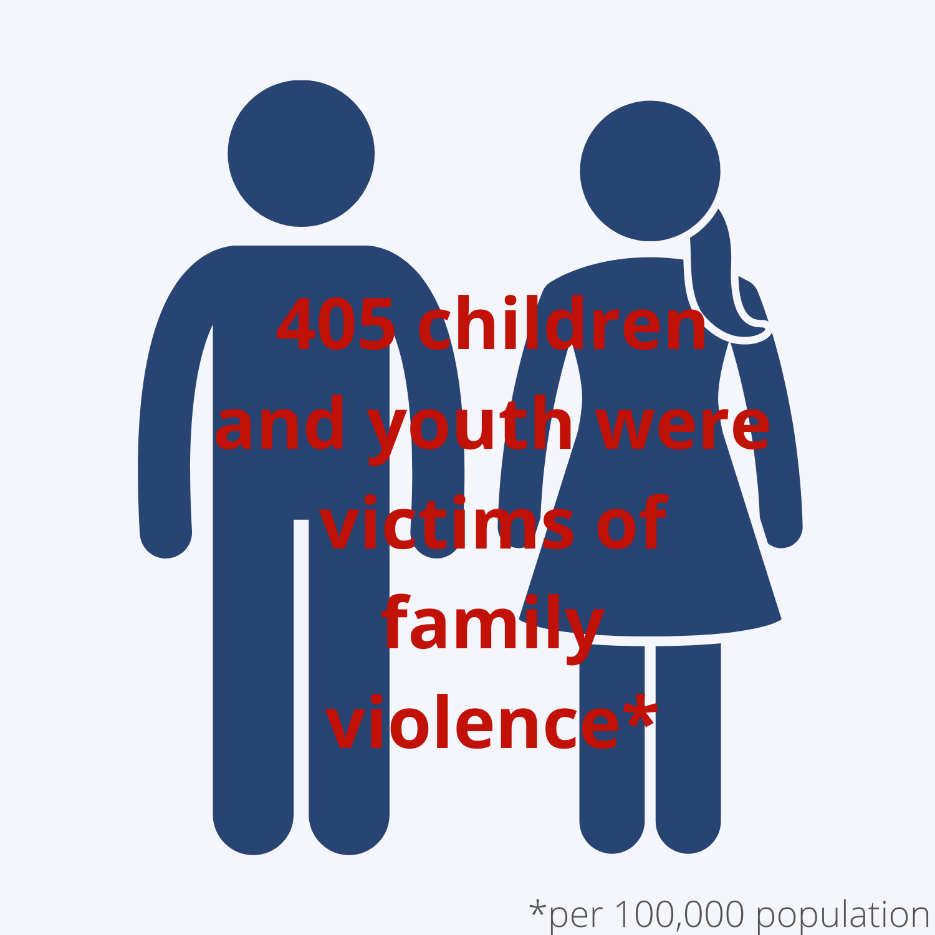 405 children
and youth were
victims of
family
violence*
*per 100,000 population